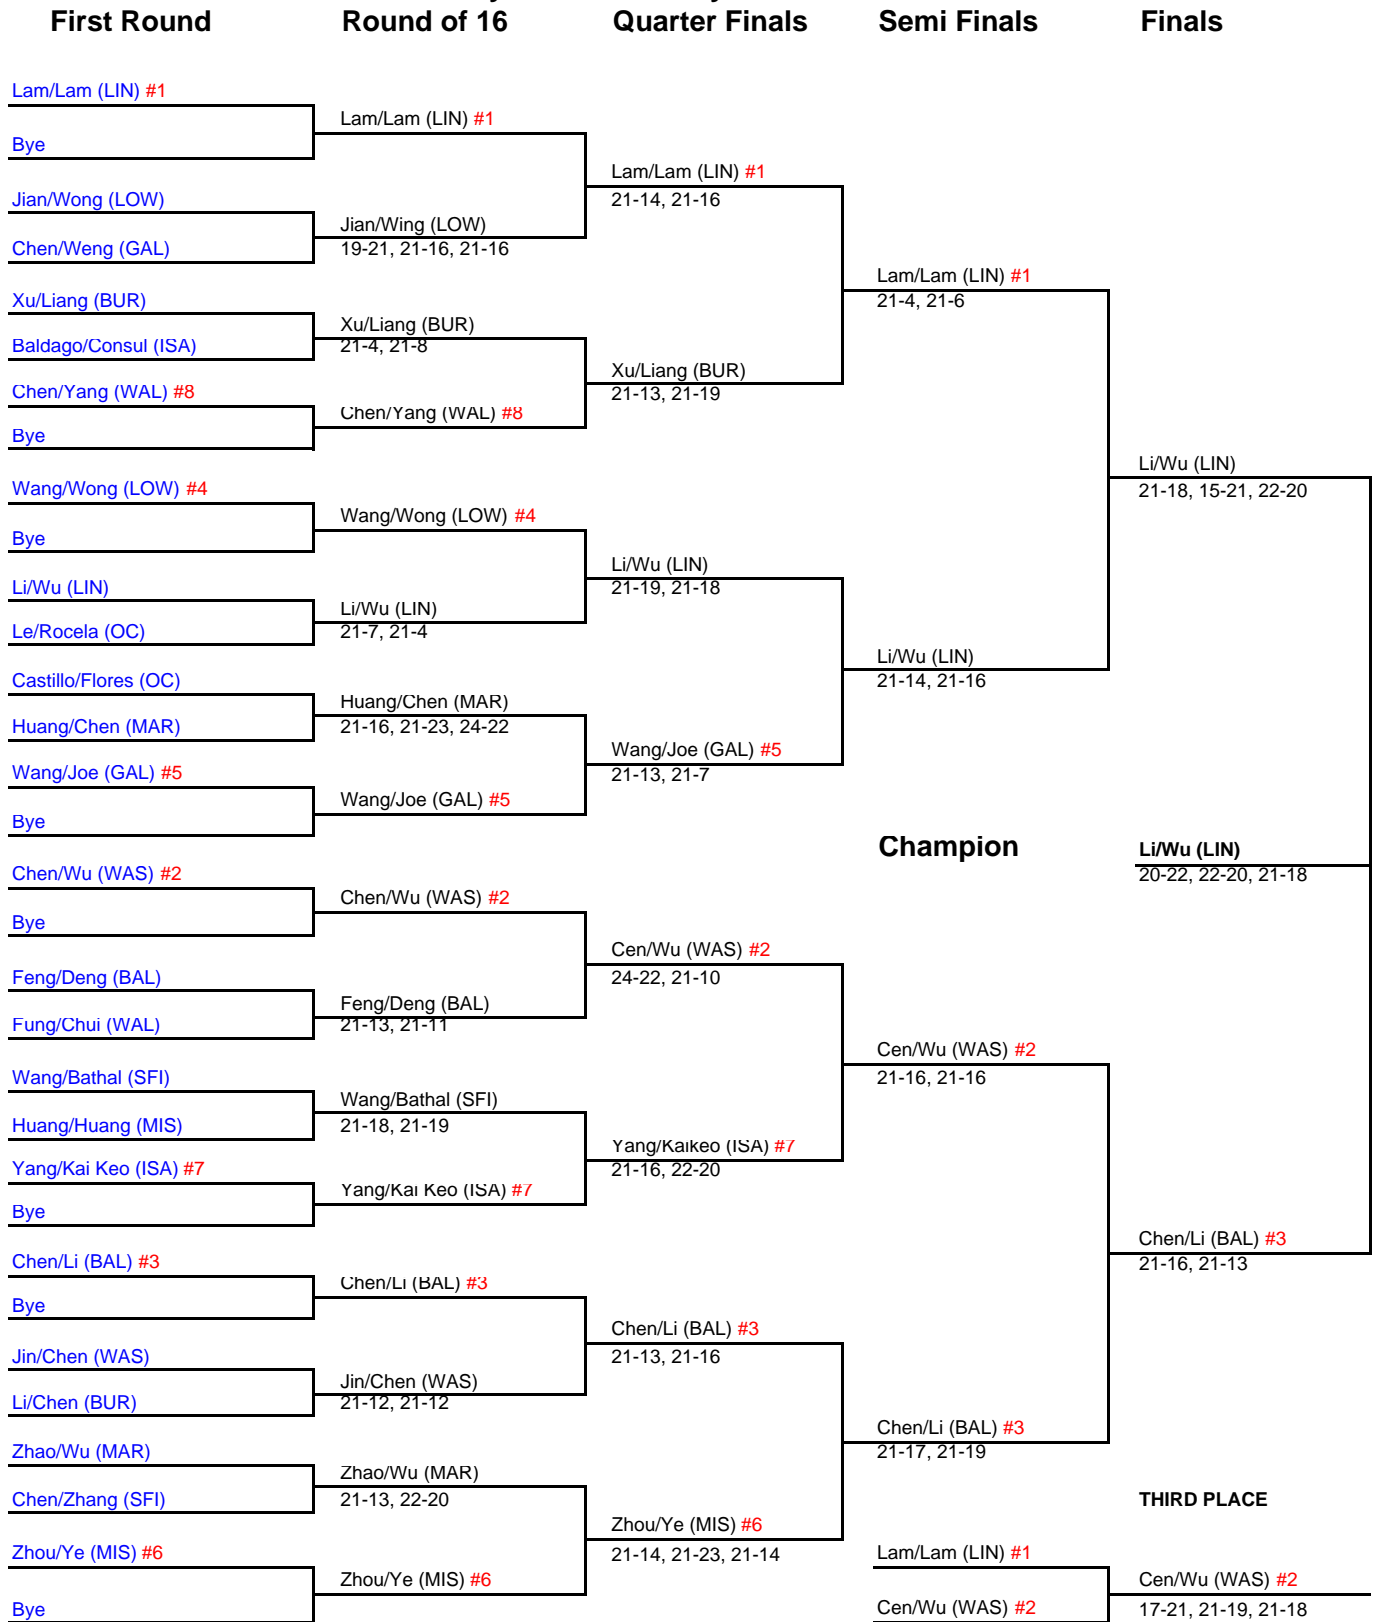 First Round
Round of 16
Quarter Finals
Semi Finals
Finals
Lam/Lam (LIN) #1
Bye
Jian/Wong (LOW)
Chen/Weng (GAL)
Xu/Liang (BUR)
Baldago/Consul (ISA)
Chen/Yang (WAL) #8
Bye
Wang/Wong (LOW) #4
Bye
Li/Wu (LIN)
Le/Rocela (OC)
Castillo/Flores (OC)
Huang/Chen (MAR)
Wang/Joe (GAL) #5
Bye
Chen/Wu (WAS) #2
Bye
Feng/Deng (BAL)
Fung/Chui (WAL)
Wang/Bathal (SFI)
Huang/Huang (MIS)
Yang/Kai Keo (ISA) #7
Bye
Chen/Li (BAL) #3
Bye
Jin/Chen (WAS)
Li/Chen (BUR)
Zhao/Wu (MAR)
Chen/Zhang (SFI)
Zhou/Ye (MIS) #6
Bye
Lam/Lam (LIN) #1
Jian/Wing (LOW)
19-21, 21-16, 21-16
Xu/Liang (BUR)
21-4, 21-8
Chen/Yang (WAL) #8
Wang/Wong (LOW) #4
Li/Wu (LIN)
21-7, 21-4
Huang/Chen (MAR)
21-16, 21-23, 24-22
Wang/Joe (GAL) #5
Chen/Wu (WAS) #2
Feng/Deng (BAL)
21-13, 21-11
Wang/Bathal (SFI)
21-18, 21-19
Yang/Kai Keo (ISA) #7
Chen/Li (BAL) #3
Jin/Chen (WAS)
21-12, 21-12
Zhao/Wu (MAR)
21-13, 22-20
Zhou/Ye (MIS) #6
Lam/Lam (LIN) #1
21-14, 21-16
Xu/Liang (BUR)
21-13, 21-19
Li/Wu (LIN)
21-19, 21-18
Wang/Joe (GAL) #5
21-13, 21-7
Cen/Wu (WAS) #2
24-22, 21-10
Yang/Kaikeo (ISA) #7
21-16, 22-20
Chen/Li (BAL) #3
21-13, 21-16
Zhou/Ye (MIS) #6
21-14, 21-23, 21-14
Lam/Lam (LIN) #1
21-4, 21-6
Li/Wu (LIN)
21-14, 21-16
Cen/Wu (WAS) #2
21-16, 21-16
Chen/Li (BAL) #3
21-17, 21-19
Li/Wu (LIN)
21-18, 15-21, 22-20
Chen/Li (BAL) #3
21-16, 21-13
Champion
Li/Wu (LIN)
20-22, 22-20, 21-18
THIRD PLACE
Lam/Lam (LIN) #1
Cen/Wu (WAS) #2
Cen/Wu (WAS) #2
17-21, 21-19, 21-18